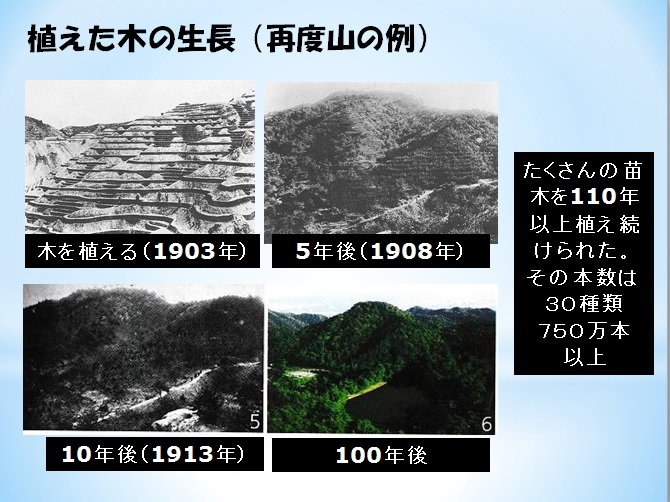 植えた木の生長（再度山の例）
木を植える（1903年）
5年後（1908年）
5
6
10年後（1913年）
100年後
たくさんの苗
木を110年
以上植え続
けられた。
その本数は
３０種類
７５０万本
以上